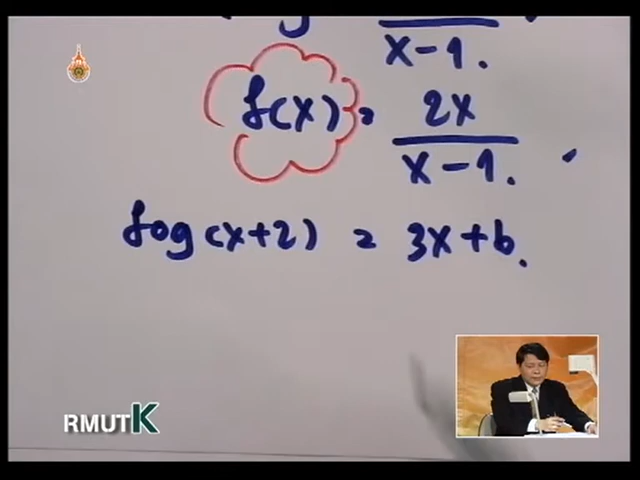 x-1.
f(x) = 2x
x-1.
fog(x+2) = 3x+6.
RMUTK